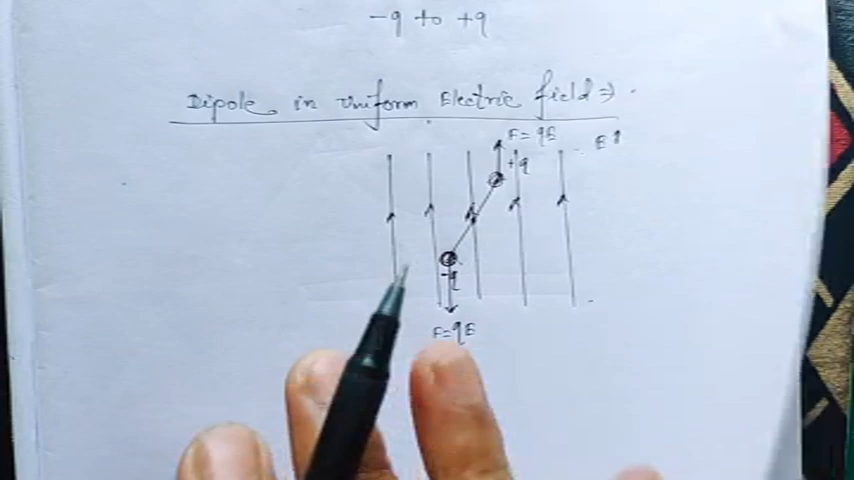 -q to +q
Dipole in Uniform Electric field ⇒
F = qE
+q
E ↑
-q
F = qE